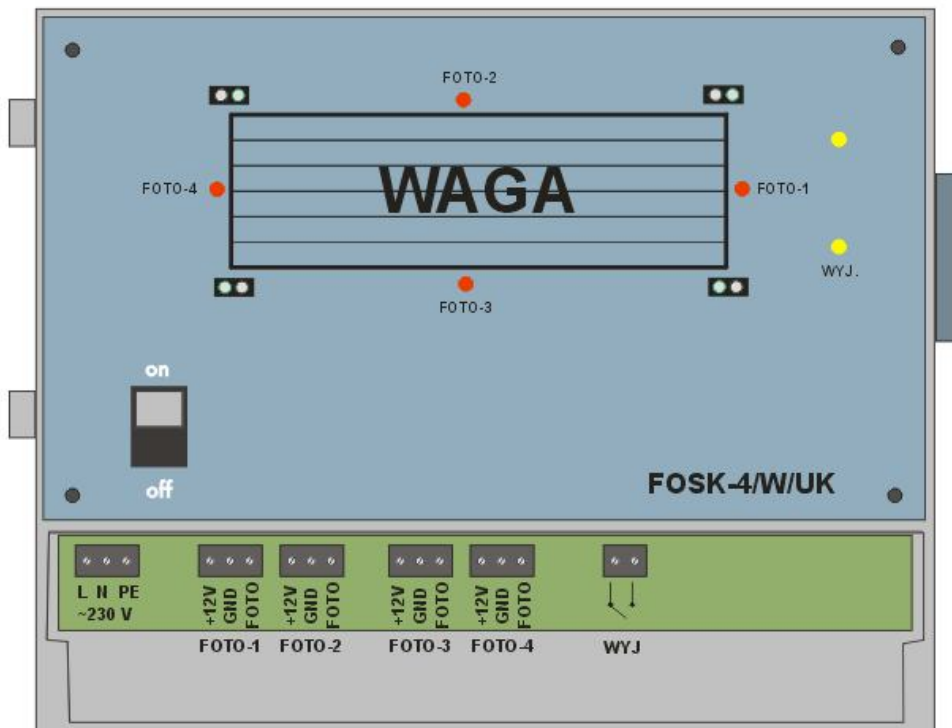 FOTO-2
FOTO-4
WAGA
FOTO-1
WYJ.
FOTO-3
on
off
FOSK-4/W/UK
L N PE
~230 V
+12V
GND
FOTO
+12V
GND
FOTO
+12V
GND
FOTO
+12V
GND
FOTO
FOTO-1 FOTO-2 FOTO-3 FOTO-4 WYJ